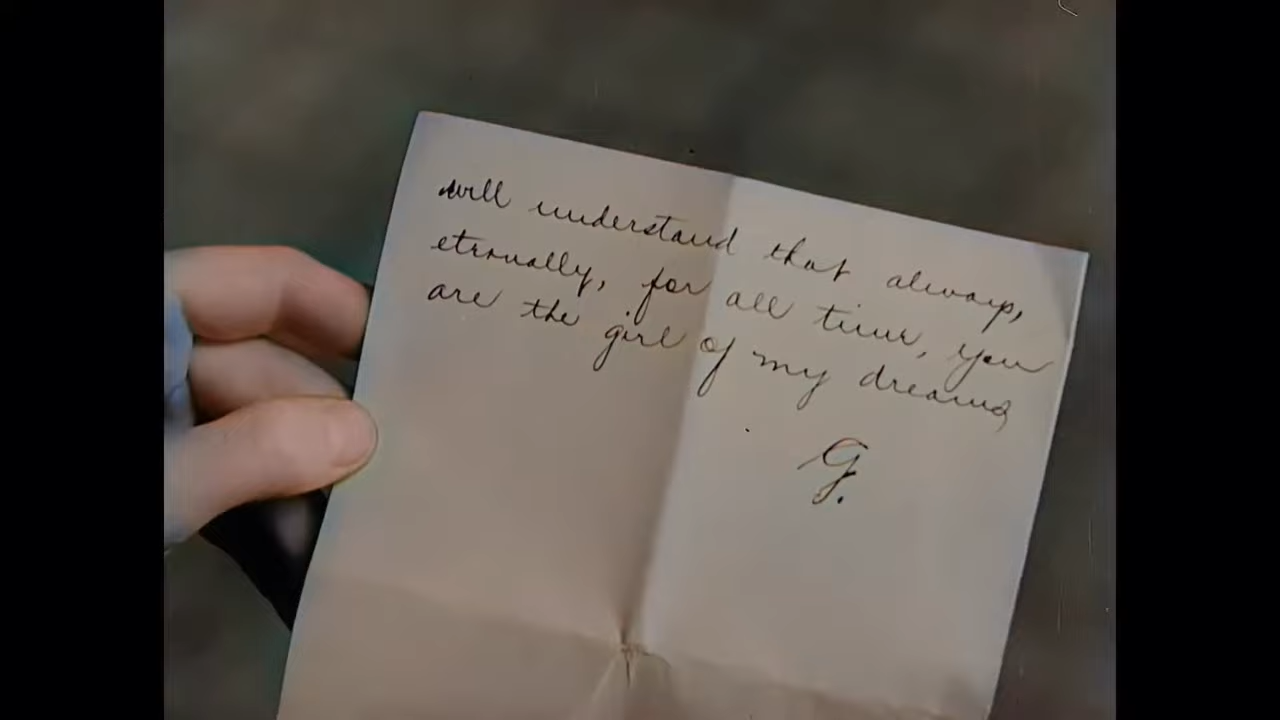 will understand that always,
eternally, for all time, you
are the girl of my dreams,
G.